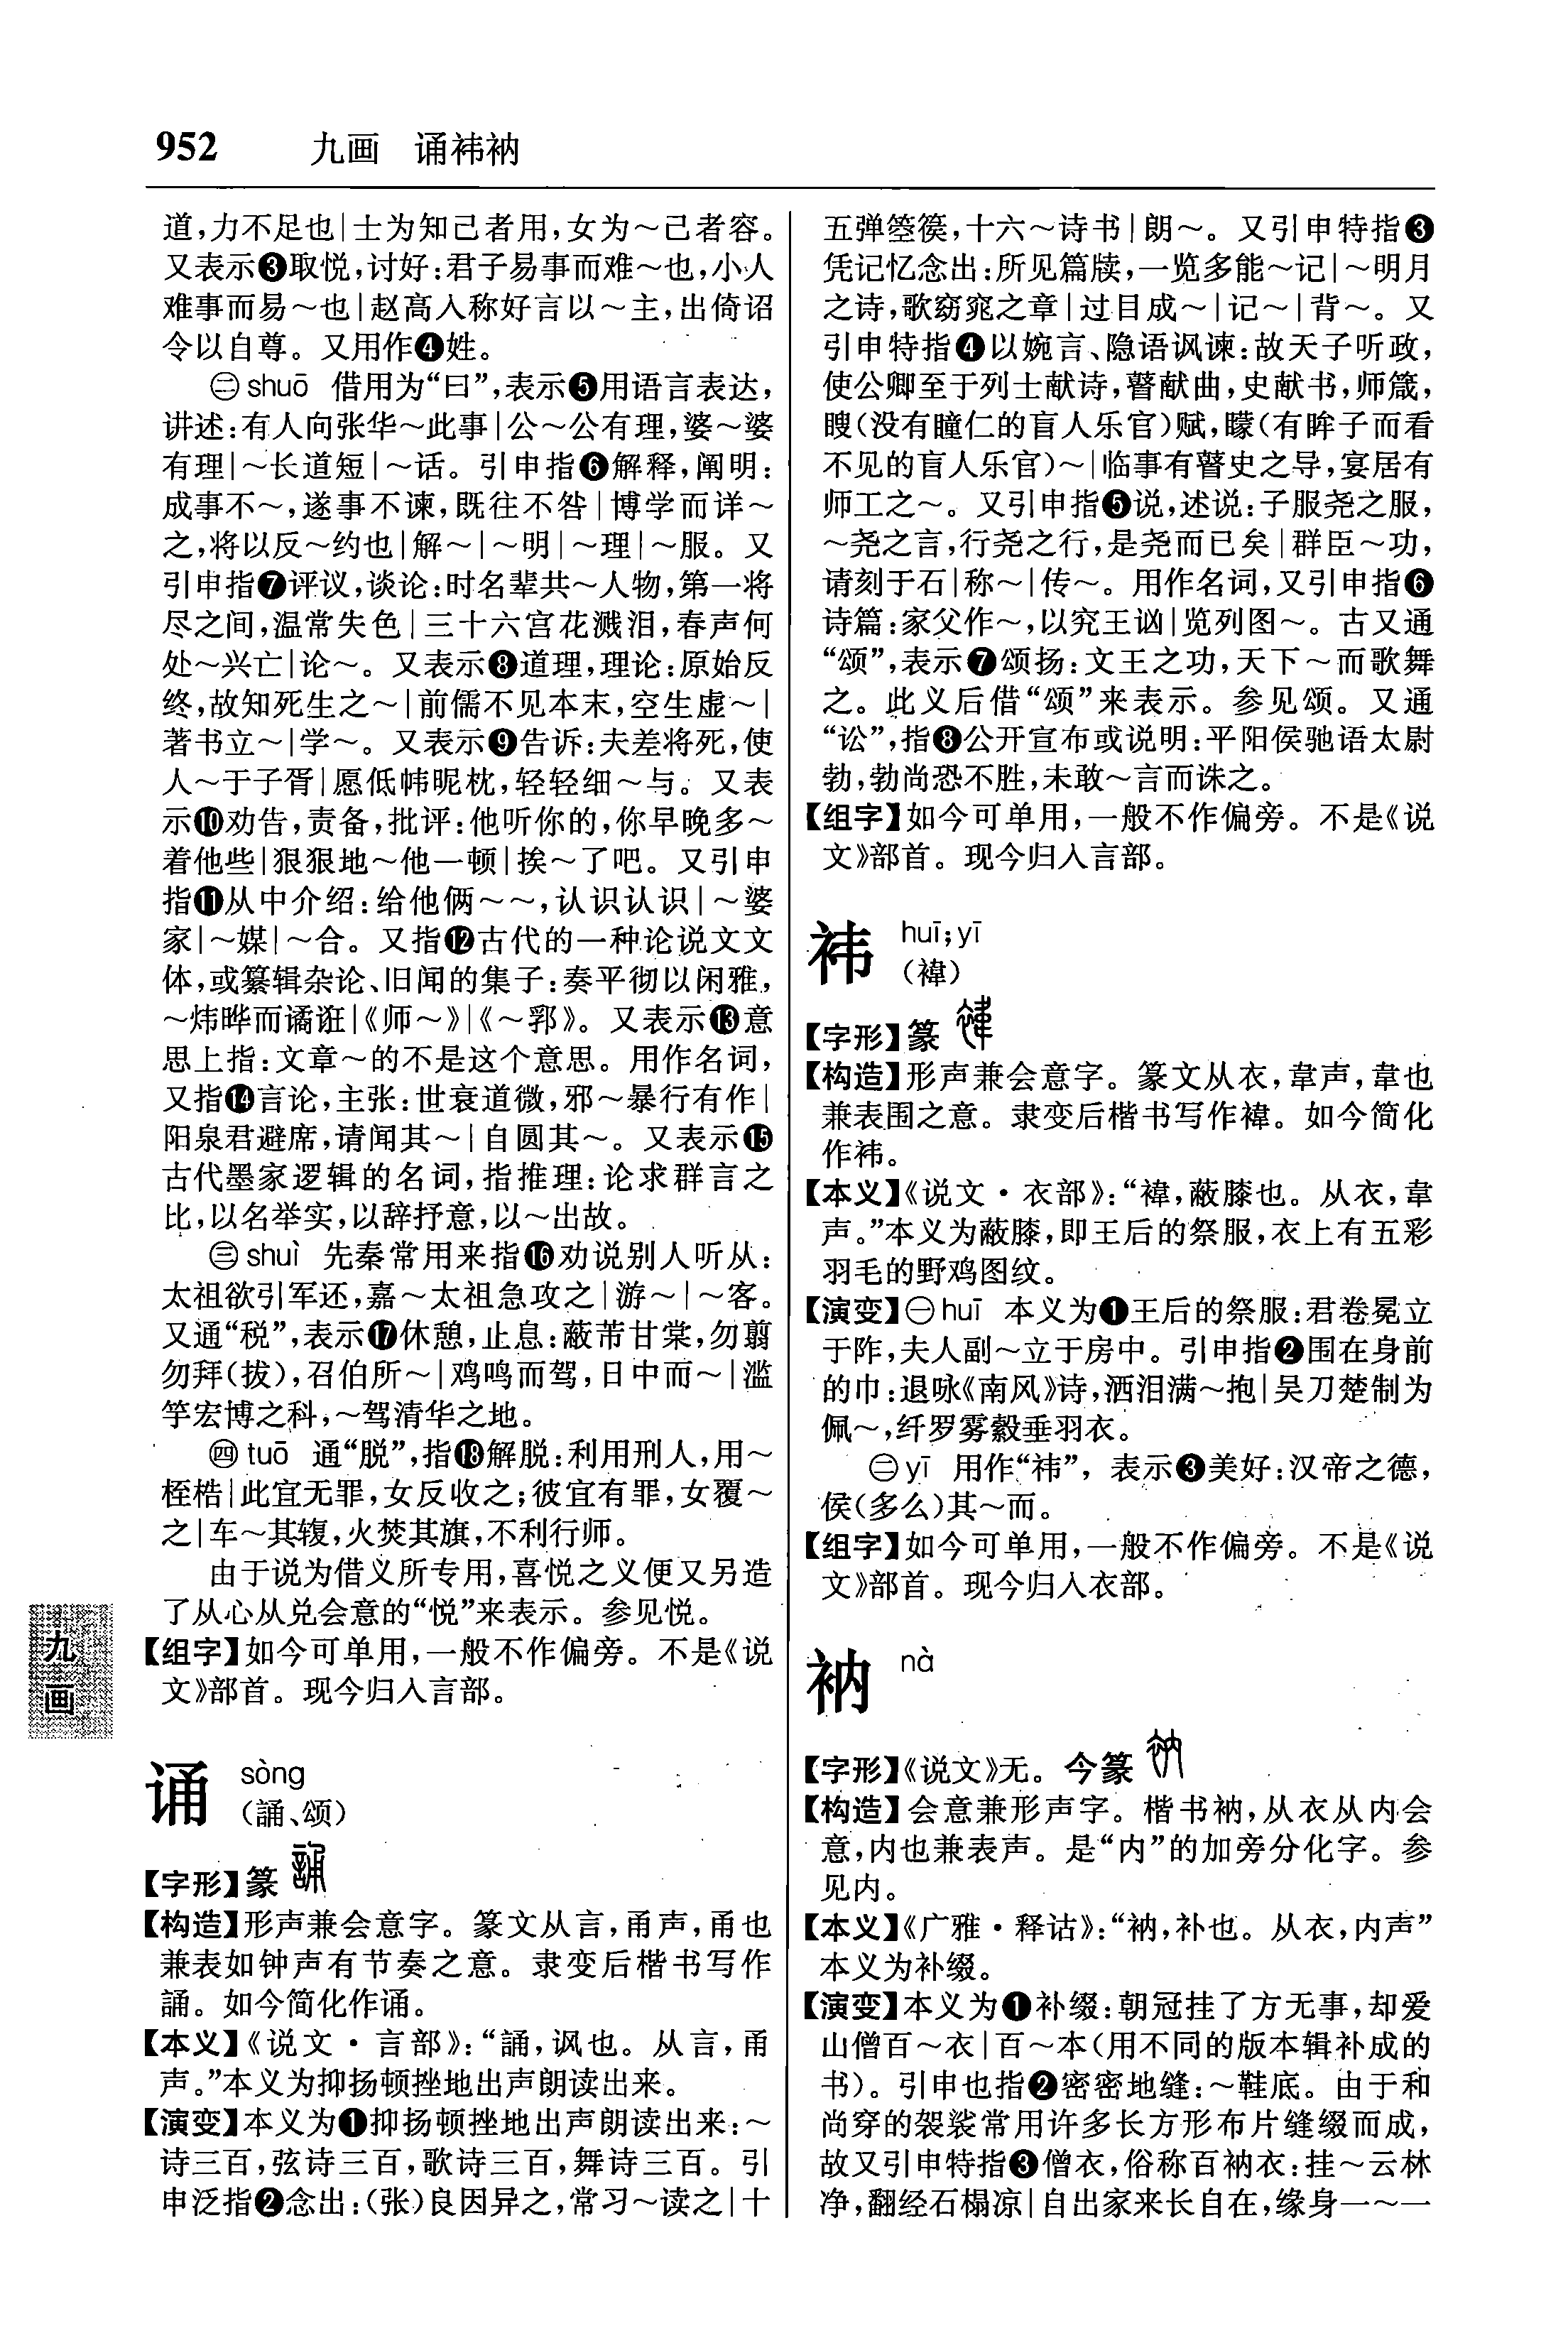 952 九画 诵袆衲
道,力不足也|士为知己者用,女为～己者容。
又表示❸取悦,讨好:君子易事而难～也,小人
难事而易～也|赵高入称好言以～主,出倚诏
令以自尊。又用作❹姓。
㊁shuō 借用为“曰”,表示❺用语言表达,
讲述:有人向张华～此事|公～公有理,婆～婆
有理|～长道短|～话。引申指❻解释,阐明:
成事不～,遂事不谏,既往不咎|博学而详～
之,将以反～约也|解～|～明|～理|～服。又
引申指❼评议,谈论:时名辈共～人物,第一将
尽之间,温常失色|三十六宫花溅泪,春声何
处～兴亡|论～。又表示❽道理,理论:原始反
终,故知死生之～|前儒不见本末,空生虚～|
著书立～|学～。又表示❾告诉:夫差将死,使
人～于子胥|愿低帏昵枕,轻轻细～与。又表
示❿劝告,责备,批评:他听你的,你早晚多～
着他些|狠狠地～他一顿|挨～了吧。又引申
指⓫从中介绍:给他俩～～,认识认识|～婆
家|～媒|～合。又指⓬古代的一种论说文文
体,或纂辑杂论、旧闻的集子:奏平彻以闲雅,
～炜晔而谲诳|《师～》|《～郛》。又表示⓭意
思上指:文章～的不是这个意思。用作名词,
又指⓮言论,主张:世衰道微,邪～暴行有作|
阳泉君避席,请闻其～|自圆其～。又表示⓯
古代墨家逻辑的名词,指推理:论求群言之
比,以名举实,以辞抒意,以～出故。
㊂shuì 先秦常用来指⓰劝说别人听从:
太祖欲引军还,嘉～太祖急攻之|游～|～客。
又通“税”,表示⓱休憩,止息:蔽芾甘棠,勿翦
勿拜(拔),召伯所～|鸡鸣而驾,日中而～|滥
竽宏博之科,～驾清华之地。
㊃tuō 通“脱”,指⓲解脱:利用刑人,用～
桎梏|此宜无罪,女反收之;彼宜有罪,女覆～
之|车～其𫐓,火焚其旗,不利行师。
由于说为借义所专用,喜悦之义便又另造
了从心从兑会意的“悦”来表示。参见悦。
【组字】如今可单用,一般不作偏旁。不是《说
文》部首。现今归入言部。
诵 sòng
(誦、颂)
【字形】篆
【构造】形声兼会意字。篆文从言,甬声,甬也
兼表如钟声有节奏之意。隶变后楷书写作
誦。如今简化作诵。
【本义】《说文·言部》:“誦,讽也。从言,甬
声。”本义为抑扬顿挫地出声朗读出来。
【演变】本义为❶抑扬顿挫地出声朗读出来:～
诗三百,弦诗三百,歌诗三百,舞诗三百。引
申泛指❷念出:(张)良因异之,常习～读之|十
五弹箜篌,十六～诗书|朗～。又引申特指❸
凭记忆念出:所见篇牍,一览多能～记|～明月
之诗,歌窈窕之章|过目成～|记～|背～。又
引申特指❹以婉言、隐语讽谏:故天子听政,
使公卿至于列士献诗,瞽献曲,史献书,师箴,
瞍(没有瞳仁的盲人乐官)赋,矇(有眸子而看
不见的盲人乐官)～|临事有瞽史之导,宴居有
师工之～。又引申指❺说,述说:子服尧之服,
～尧之言,行尧之行,是尧而已矣|群臣～功,
请刻于石|称～|传～。用作名词,又引申指❻
诗篇:家父作～,以究王讻|览列图～。古又通
“颂”,表示❼颂扬:文王之功,天下～而歌舞
之。此义后借“颂”来表示。参见颂。又通
“讼”,指❽公开宣布或说明:平阳侯驰语太尉
勃,勃尚恐不胜,未敢～言而诛之。
【组字】如今可单用,一般不作偏旁。不是《说
文》部首。现今归入言部。
袆 huī;yī
(褘)
【字形】篆
【构造】形声兼会意字。篆文从衣,韋声,韋也
兼表围之意。隶变后楷书写作褘。如今简化
作袆。
【本义】《说文·衣部》:“褘,蔽膝也。从衣,韋
声。”本义为蔽膝,即王后的祭服,衣上有五彩
羽毛的野鸡图纹。
【演变】㊀huī 本义为❶王后的祭服:君卷冕立
于阼,夫人副～立于房中。引申指❷围在身前
的巾:退咏《南风》诗,洒泪满～抱|吴刀楚制为
佩～,纤罗雾縠垂羽衣。
㊁yī 用作“祎”,表示❸美好:汉帝之德,
侯(多么)其～而。
【组字】如今可单用,一般不作偏旁。不是《说
文》部首。现今归入衣部。
衲 nà
【字形】《说文》无。今篆
【构造】会意兼形声字。楷书衲,从衣从内会
意,内也兼表声。是“内”的加旁分化字。参
见内。
【本义】《广雅·释诂》:“衲,补也。从衣,内声”
本义为补缀。
【演变】本义为❶补缀:朝冠挂了方无事,却爱
山僧百～衣|百～本(用不同的版本辑补成的
书)。引申也指❷密密地缝:～鞋底。由于和
尚穿的袈裟常用许多长方形布片缝缀而成,
故又引申特指❸僧衣,俗称百衲衣:挂～云林
净,翻经石榻凉|自出家来长自在,缘身一～一
九画